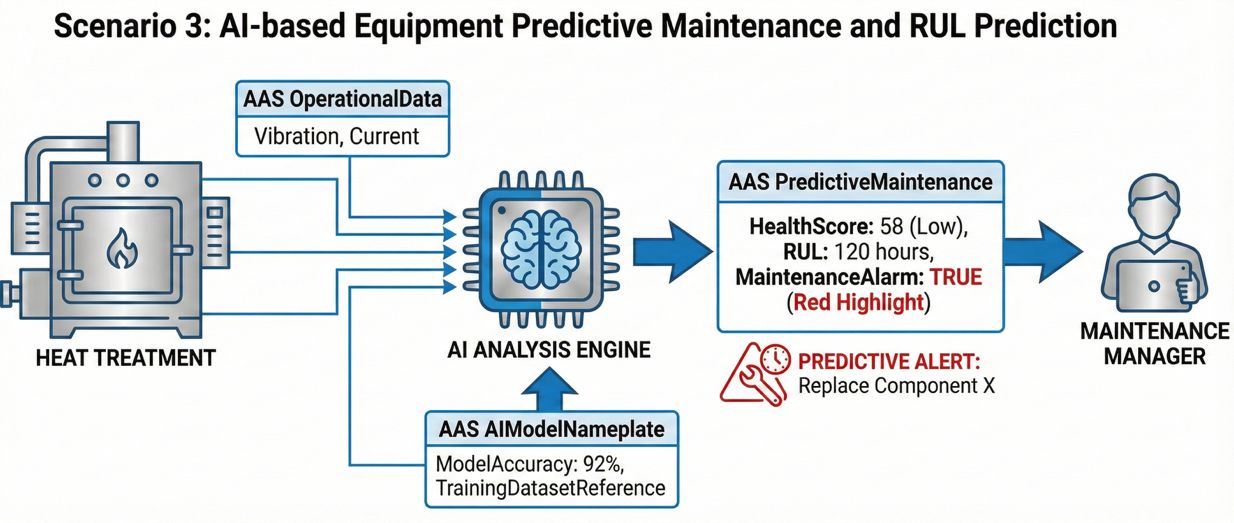 Scenario 3: AI-based Equipment Predictive Maintenance and RUL Prediction
AAS OperationalData
Vibration, Current
HEAT TREATMENT
AI ANALYSIS ENGINE
AAS AIModelNameplate
ModelAccuracy: 92%,
TrainingDatasetReference
AAS PredictiveMaintenance
HealthScore: 58 (Low),
RUL: 120 hours,
MaintenanceAlarm: TRUE
(Red Highlight)
PREDICTIVE ALERT:
Replace Component X
MAINTENANCE
MANAGER